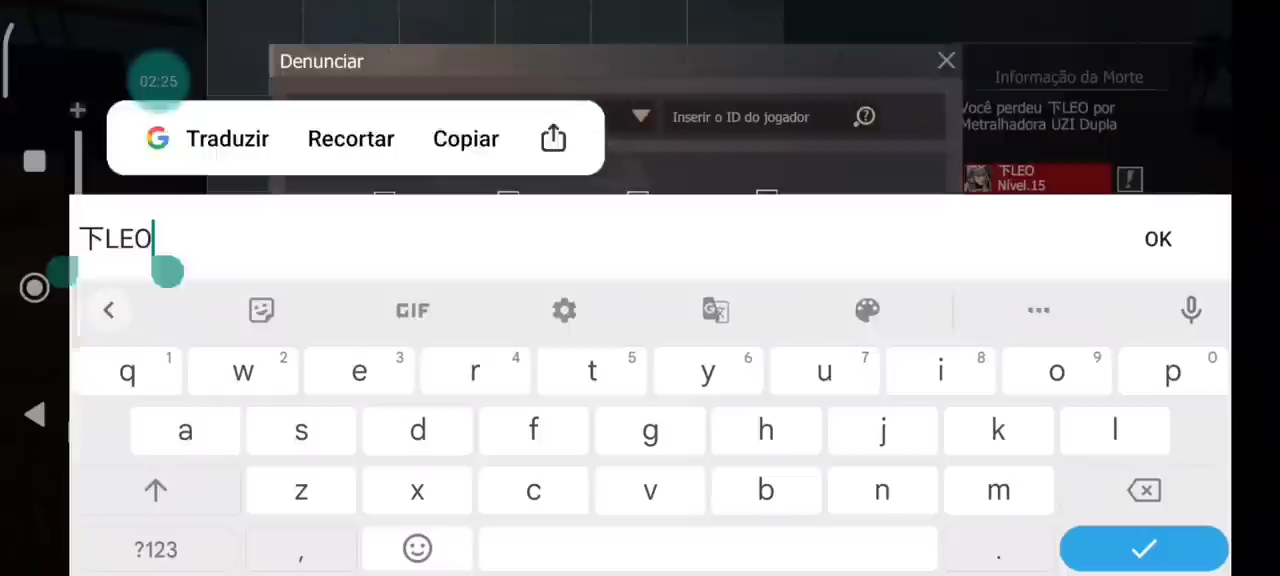 Denunciar
Informação da Morte
02:25
Traduzir Recortar Copiar
Inserir o ID do jogador
Você perdeu 下LEO por
Metralhadora UZI Dupla
下LEO
Nível.15
下LEO
OK
GIF
q 1 w 2 e 3 r 4 t 5 y 6 u 7 i 8 o 9 p 0
a s d f g h j k l
z x c v b n m
?123 , .